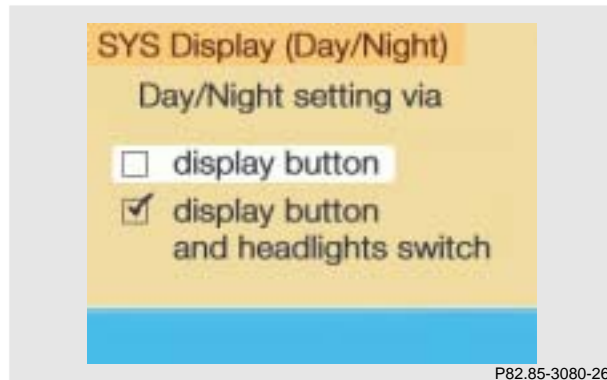 SYS Display (Day/Night)
Day/Night setting via
display button
display button
and headlights switch
P82.85-3080-26